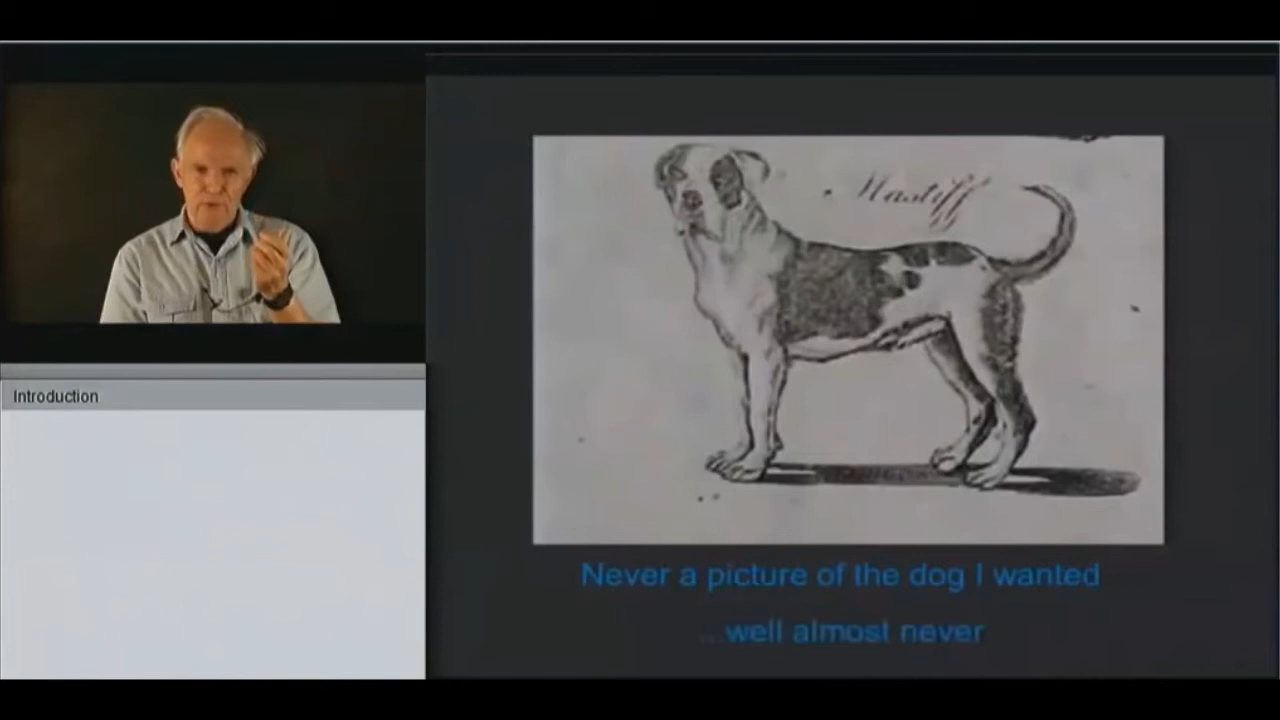 Introduction
Mastiff
Never a picture of the dog I wanted
...well almost never